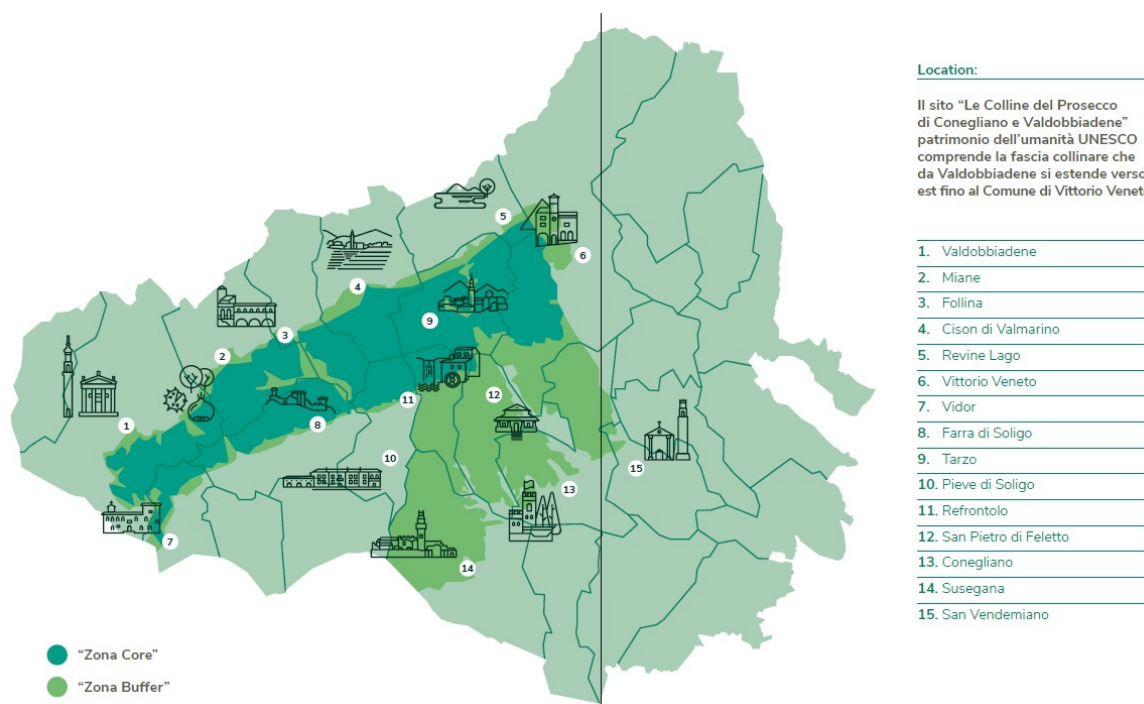 Location:
Il sito “Le Colline del Prosecco
di Conegliano e Valdobbiadene”
patrimonio dell’umanità UNESCO
comprende la fascia collinare che
da Valdobbiadene si estende verso
est fino al Comune di Vittorio Venet
1. Valdobbiadene
2. Miane
3. Follina
4. Cison di Valmarino
5. Revine Lago
6. Vittorio Veneto
7. Vidor
8. Farra di Soligo
9. Tarzo
10. Pieve di Soligo
11. Refrontolo
12. San Pietro di Feletto
13. Conegliano
14. Susegana
15. San Vendemiano
5
6
4
9
3
2
12
11
8
1
10
15
13
7
14
“Zona Core”
“Zona Buffer”